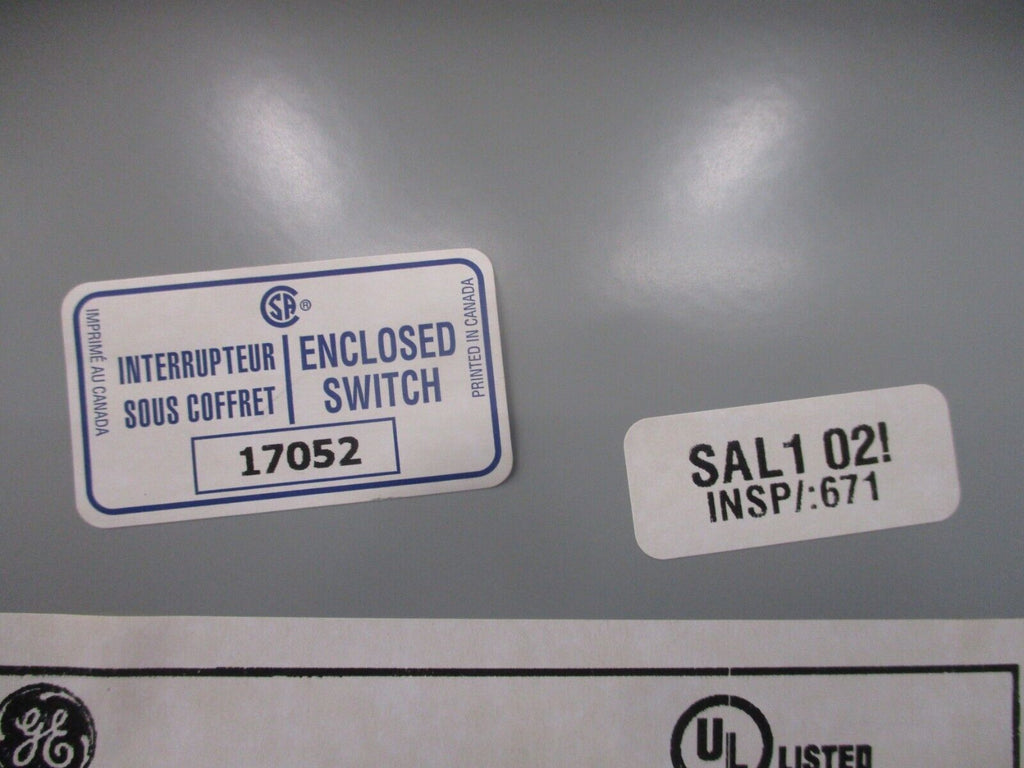 CSA®
IMPRIMÉ AU CANADA
INTERRUPTEUR
SOUS COFFRET
ENCLOSED
SWITCH
PRINTED IN CANADA
17052
SAL1 02!
INSP/:671
GE
UL LISTED